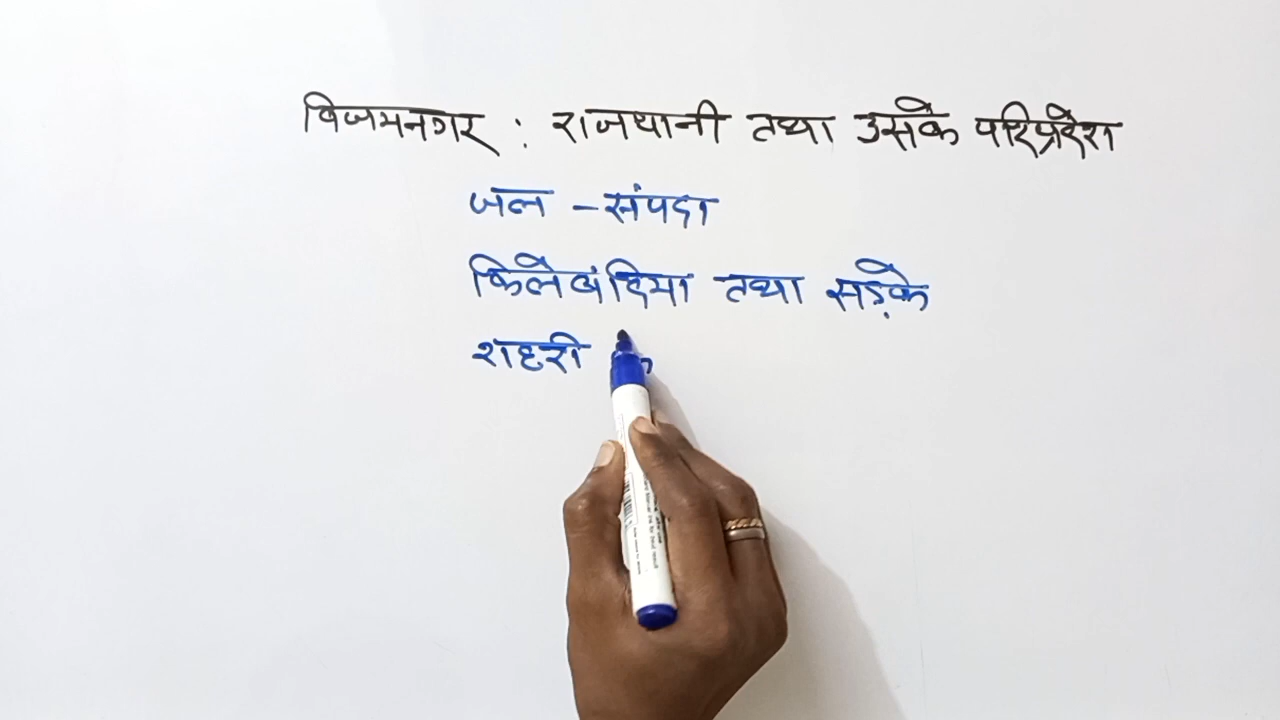 विजयनगर : राजधानी तथा उसके परिप्रदेश
जल - संपदा
किलेबंदिया तथा सड़के
शहरी